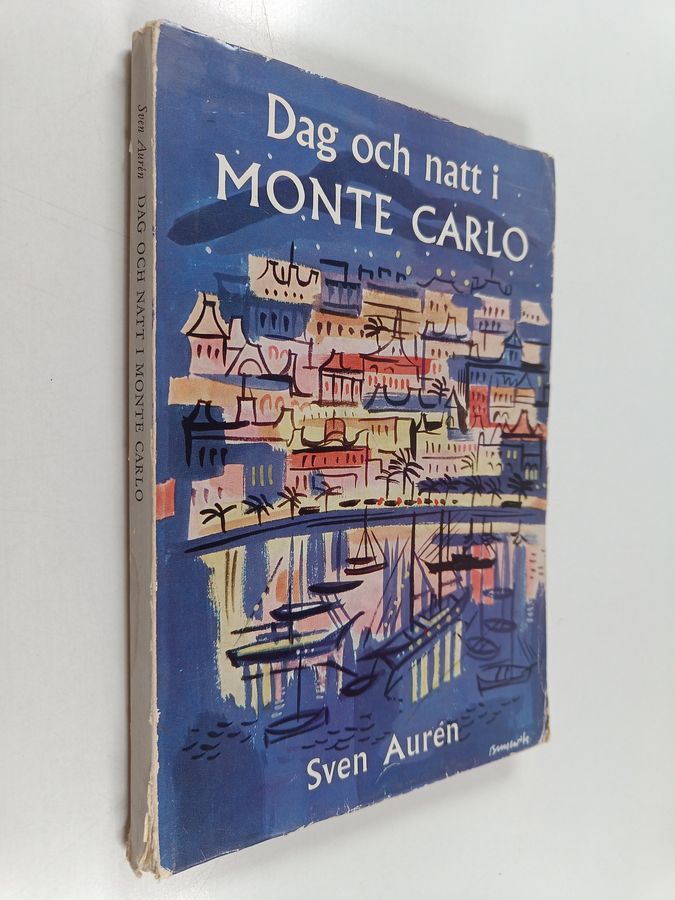 Dag och natt i
MONTE CARLO
Sven Aurén
Sven Aurén DAG OCH NATT I MONTE CARLO